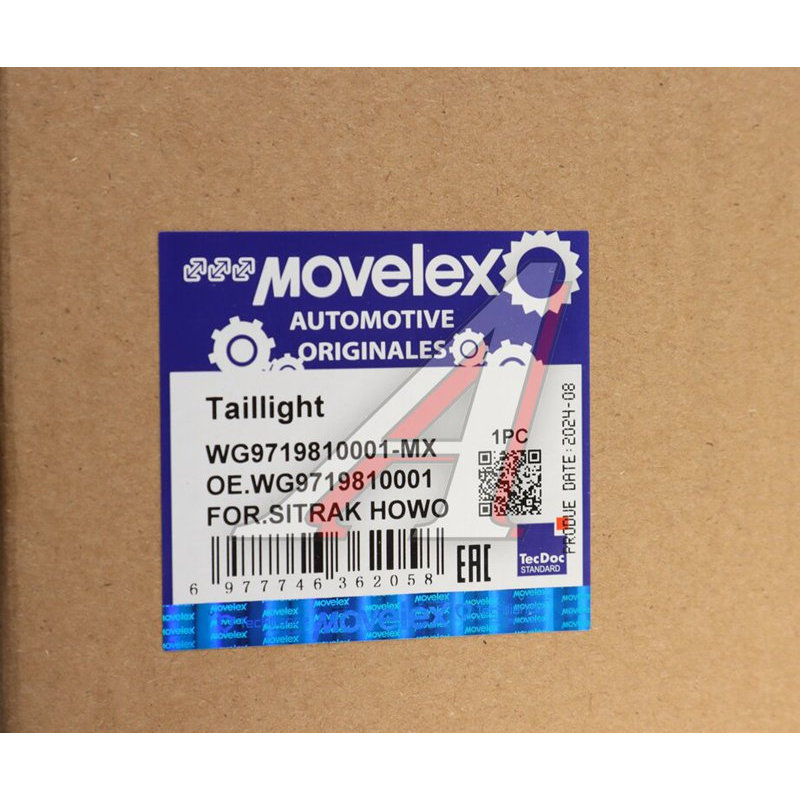 MOVelex
AUTOMOTIVE
ORIGINALES
Taillight
WG9719810001-MX
OE.WG9719810001
FOR.SITRAK HOWO
1PC
PRODUE DATE:2024-08
6 977746 362058
EAC
TecDoc
STANDARD
MOVelex